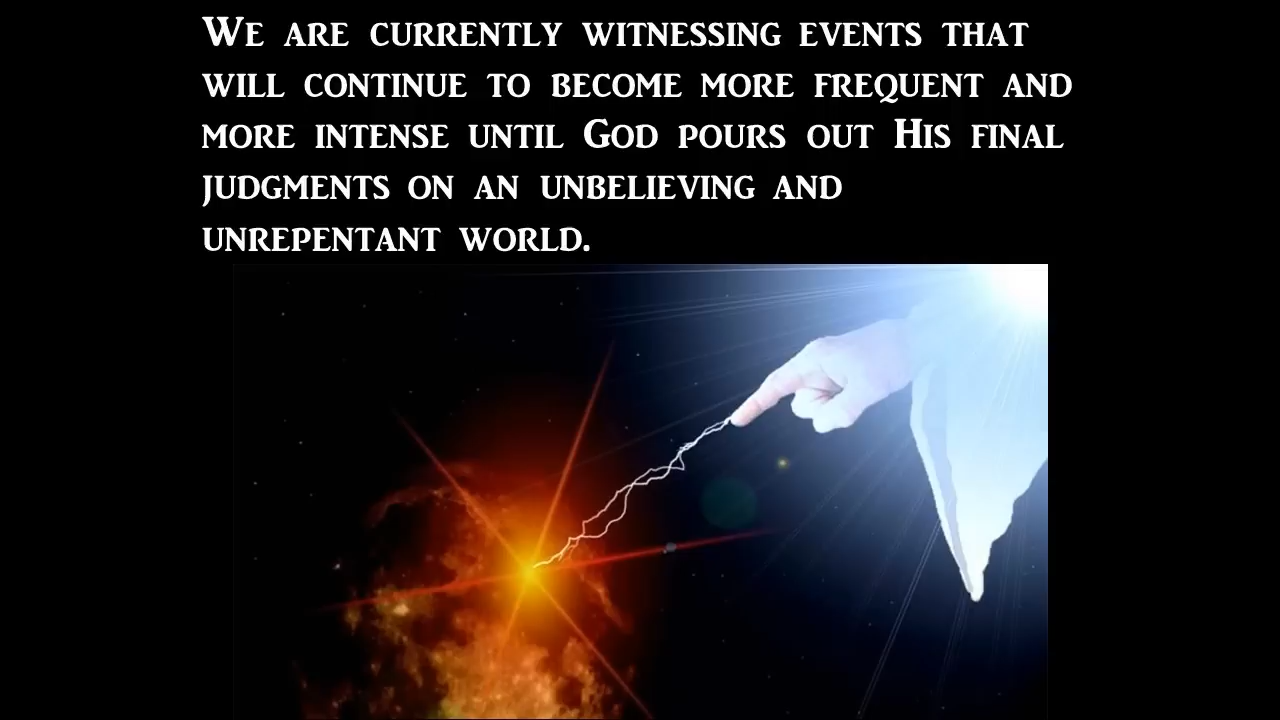 We are currently witnessing events that
will continue to become more frequent and
more intense until God pours out His final
judgments on an unbelieving and
unrepentant world.